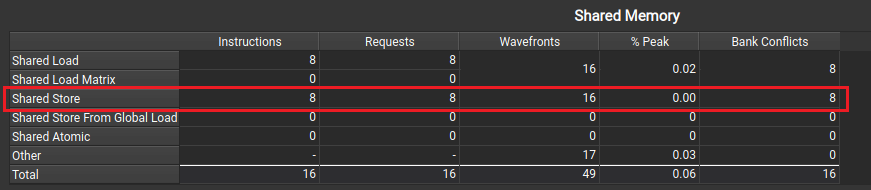 Shared Memory
Instructions Requests Wavefronts % Peak Bank Conflicts
Shared Load 8 8 16 0.02 8
Shared Load Matrix 0 0
Shared Store 8 8 16 0.00 8
Shared Store From Global Load 0 0 0 0 0
Shared Atomic 0 0 0 0 0
Other - - 17 0.03 0
Total 16 16 49 0.06 16